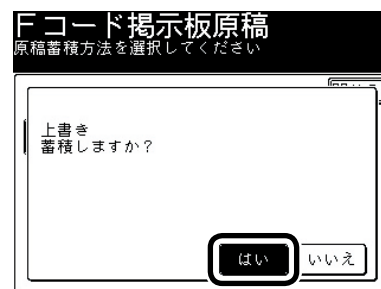 Fコード掲示板原稿
原稿蓄積方法を選択してください
上書き
蓄積しますか？
はい
いいえ